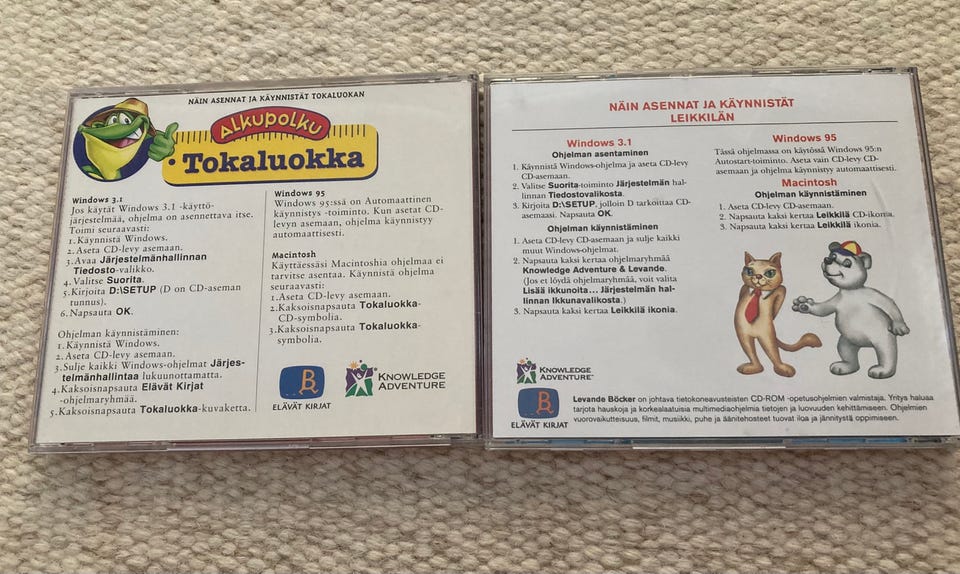 NÄIN ASENNAT JA KÄYNNISTÄT TOKALUOKAN
ALKUPOLKU
Tokaluokka
Windows 3.1
Jos käytät Windows 3.1 -käyttö-
järjestelmää, ohjelma on asennettava itse.
Toimi seuraavasti:
1. Käynnistä Windows.
2. Aseta CD-levy asemaan.
3. Avaa Järjestelmänhallinnan
Tiedosto-valikko.
4. Valitse Suorita.
5. Kirjoita D:\SETUP (D on CD-aseman
tunnus).
6. Napsauta OK.
Ohjelman käynnistäminen:
1. Käynnistä Windows.
2. Aseta CD-levy asemaan.
3. Sulje kaikki Windows-ohjelmat Järjes-
telmänhallintaa lukuunottamatta.
4. Kaksoisnapsauta Elävät Kirjat
-ohjelmaryhmää.
5. Kaksoisnapsauta Tokaluokka-kuvaketta.
Windows 95
Windows 95:ssä on Automaattinen
käynnistys -toiminto. Kun asetat CD-
levyn asemaan, ohjelma käynnistyy
automaattisesti.
Macintosh
Käyttäessäsi Macintoshia ohjelmaa ei
tarvitse asentaa. Käynnistä ohjelma
seuraavasti:
1. Aseta CD-levy asemaan.
2. Kaksoisnapsauta Tokaluokka-
CD-symbolia.
3. Kaksoisnapsauta Tokaluokka-
symbolia.
ELÄVÄT KIRJAT
KNOWLEDGE
ADVENTURE
NÄIN ASENNAT JA KÄYNNISTÄT
LEIKKILÄN
Windows 3.1
Ohjelman asentaminen
1. Käynnistä Windows-ohjelma ja aseta CD-levy
CD-asemaan.
2. Valitse Suorita-toiminto Järjestelmän hal-
linnan Tiedostovalikosta.
3. Kirjoita D:\SETUP, jolloin D tarkoittaa CD-
asemaasi. Napsauta OK.
Ohjelman käynnistäminen
1. Aseta CD-levy CD-asemaan ja sulje kaikki
muut Windows-ohjelmat.
2. Napsauta kaksi kertaa ohjelmaryhmää
Knowledge Adventure & Levande.
(Jos et löydä ohjelmaryhmää, voit valita
Lisää ikkunoita... Järjestelmän hal-
linnan Ikkunavalikosta.)
3. Napsauta kaksi kertaa Leikkilä ikonia.
Windows 95
Tässä ohjelmassa on käytössä Windows 95:n
Autostart-toiminto. Aseta vain CD-levy CD-
asemaan ja ohjelma käynnistyy automaattisesti.
Macintosh
Ohjelman käynnistäminen
1. Aseta CD-levy CD-asemaan.
2. Napsauta kaksi kertaa Leikkilä CD-ikonia.
3. Napsauta kaksi kertaa Leikkilä ikonia.
KNOWLEDGE
ADVENTURE
ELÄVÄT KIRJAT
Levande Böcker on johtava tietokoneavusteisten CD-ROM -opetusohjelmien valmistaja. Yritys haluaa
tarjota hauskoja ja korkealaatuisia multimediaohjelmia tietojen ja luovuuden kehittämiseen. Ohjelmien
vuorovaikutteisuus, filmit, musiikki, puhe ja äänitehosteet tuovat iloa ja jännitystä oppimiseen.